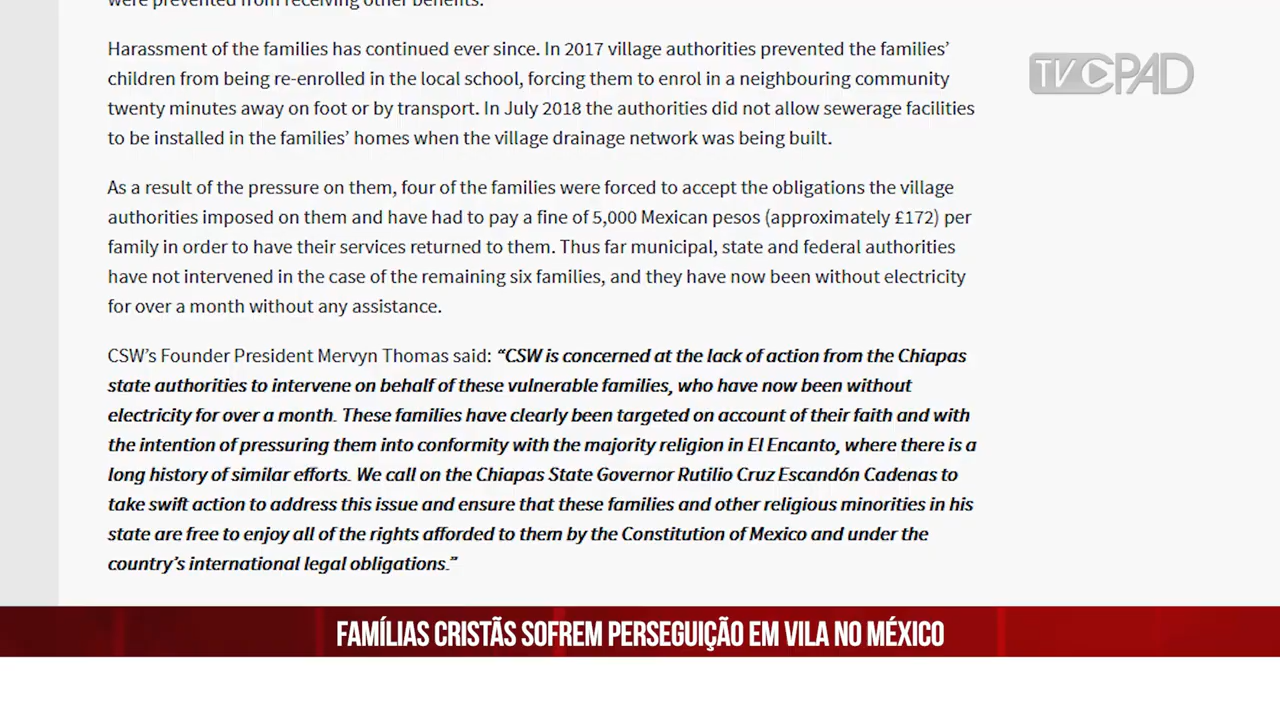 were prevented from receiving other benefits.
Harassment of the families has continued ever since. In 2017 village authorities prevented the families’
children from being re-enrolled in the local school, forcing them to enrol in a neighbouring community
twenty minutes away on foot or by transport. In July 2018 the authorities did not allow sewerage facilities
to be installed in the families’ homes when the village drainage network was being built.
As a result of the pressure on them, four of the families were forced to accept the obligations the village
authorities imposed on them and have had to pay a fine of 5,000 Mexican pesos (approximately £172) per
family in order to have their services returned to them. Thus far municipal, state and federal authorities
have not intervened in the case of the remaining six families, and they have now been without electricity
for over a month without any assistance.
CSW’s Founder President Mervyn Thomas said: “CSW is concerned at the lack of action from the Chiapas
state authorities to intervene on behalf of these vulnerable families, who have now been without
electricity for over a month. These families have clearly been targeted on account of their faith and with
the intention of pressuring them into conformity with the majority religion in El Encanto, where there is a
long history of similar efforts. We call on the Chiapas State Governor Rutilio Cruz Escandón Cadenas to
take swift action to address this issue and ensure that these families and other religious minorities in his
state are free to enjoy all of the rights afforded to them by the Constitution of Mexico and under the
country’s international legal obligations.”
TV CPAD
FAMÍLIAS CRISTÃS SOFREM PERSEGUIÇÃO EM VILA NO MÉXICO